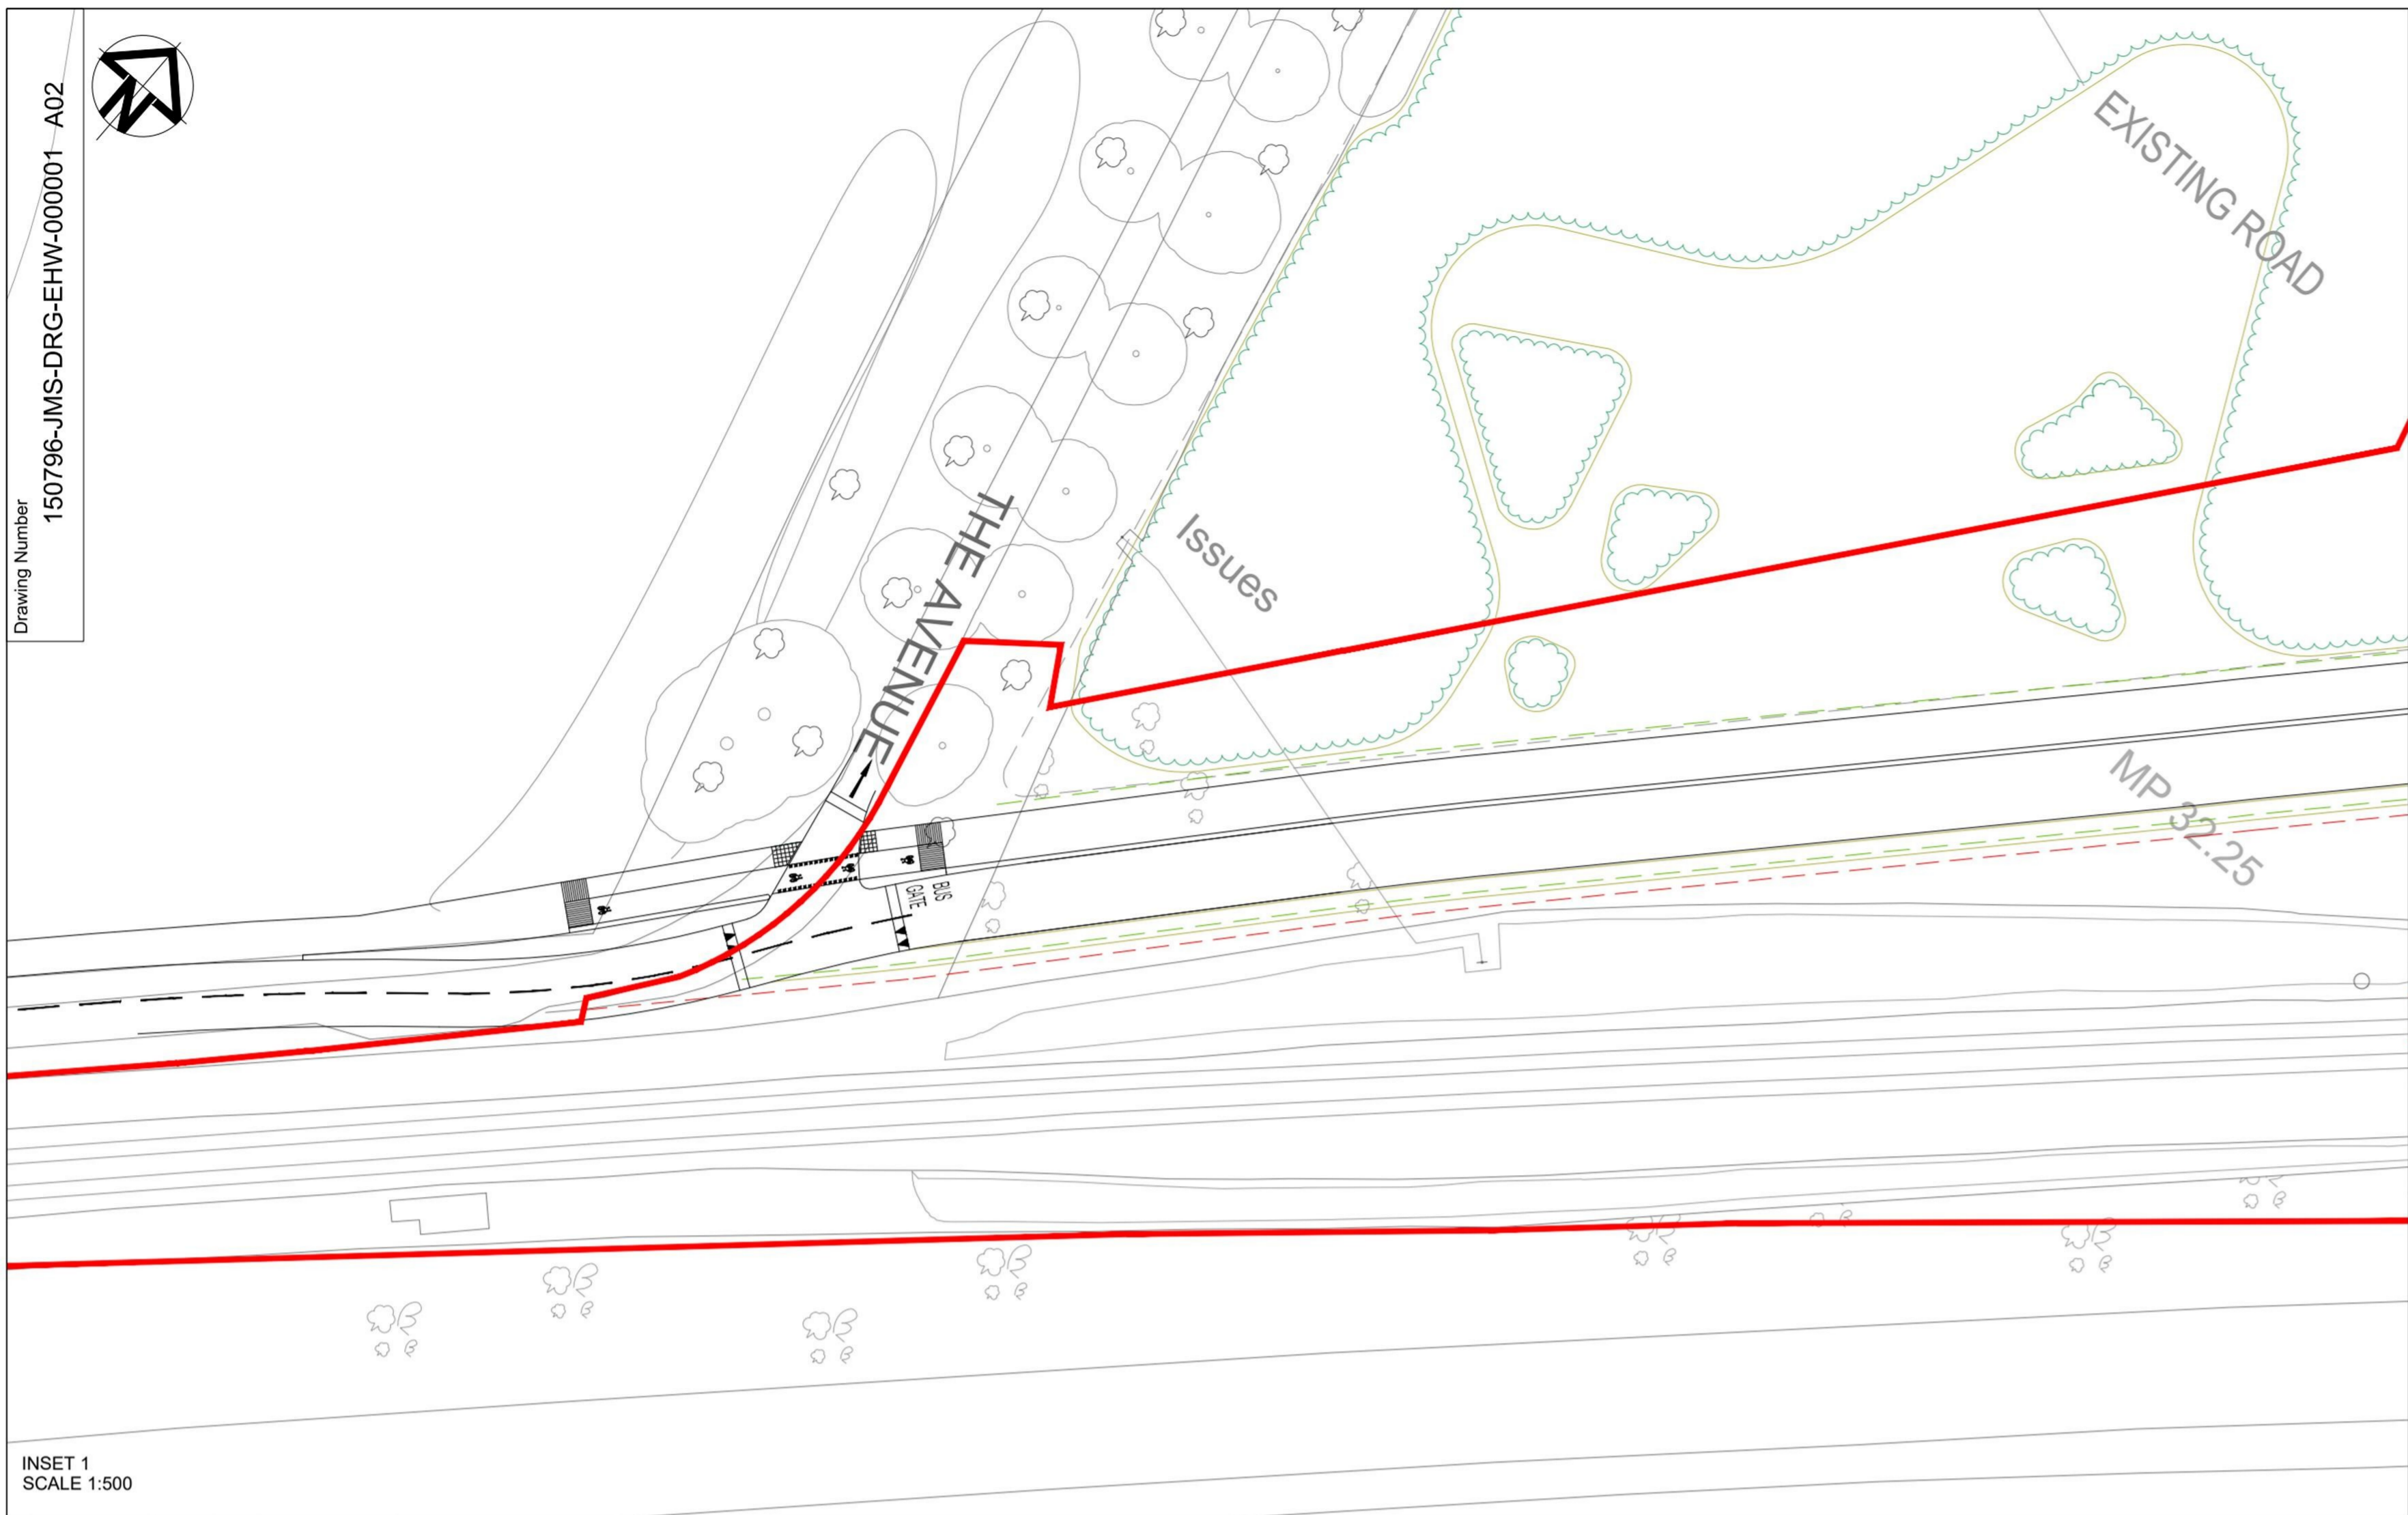 Drawing Number
150796-JMS-DRG-EHW-000001 A02
N
EXISTING ROAD
THE AVENUE
Issues
BUS
GATE
MP 32.25
INSET 1
SCALE 1:500